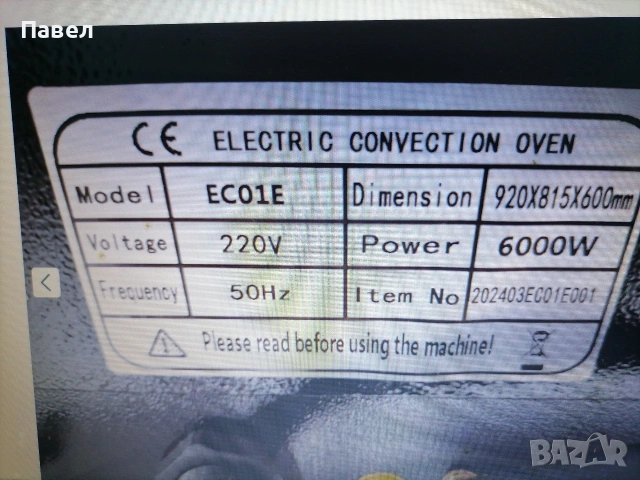 Павел
CE ELECTRIC CONVECTION OVEN
Model EC01E Dimension 920X815X600mm
Voltage 220V Power 6000W
Frequency 50Hz Item No 202403EC01E001
Please read before using the machine!
BAZAR